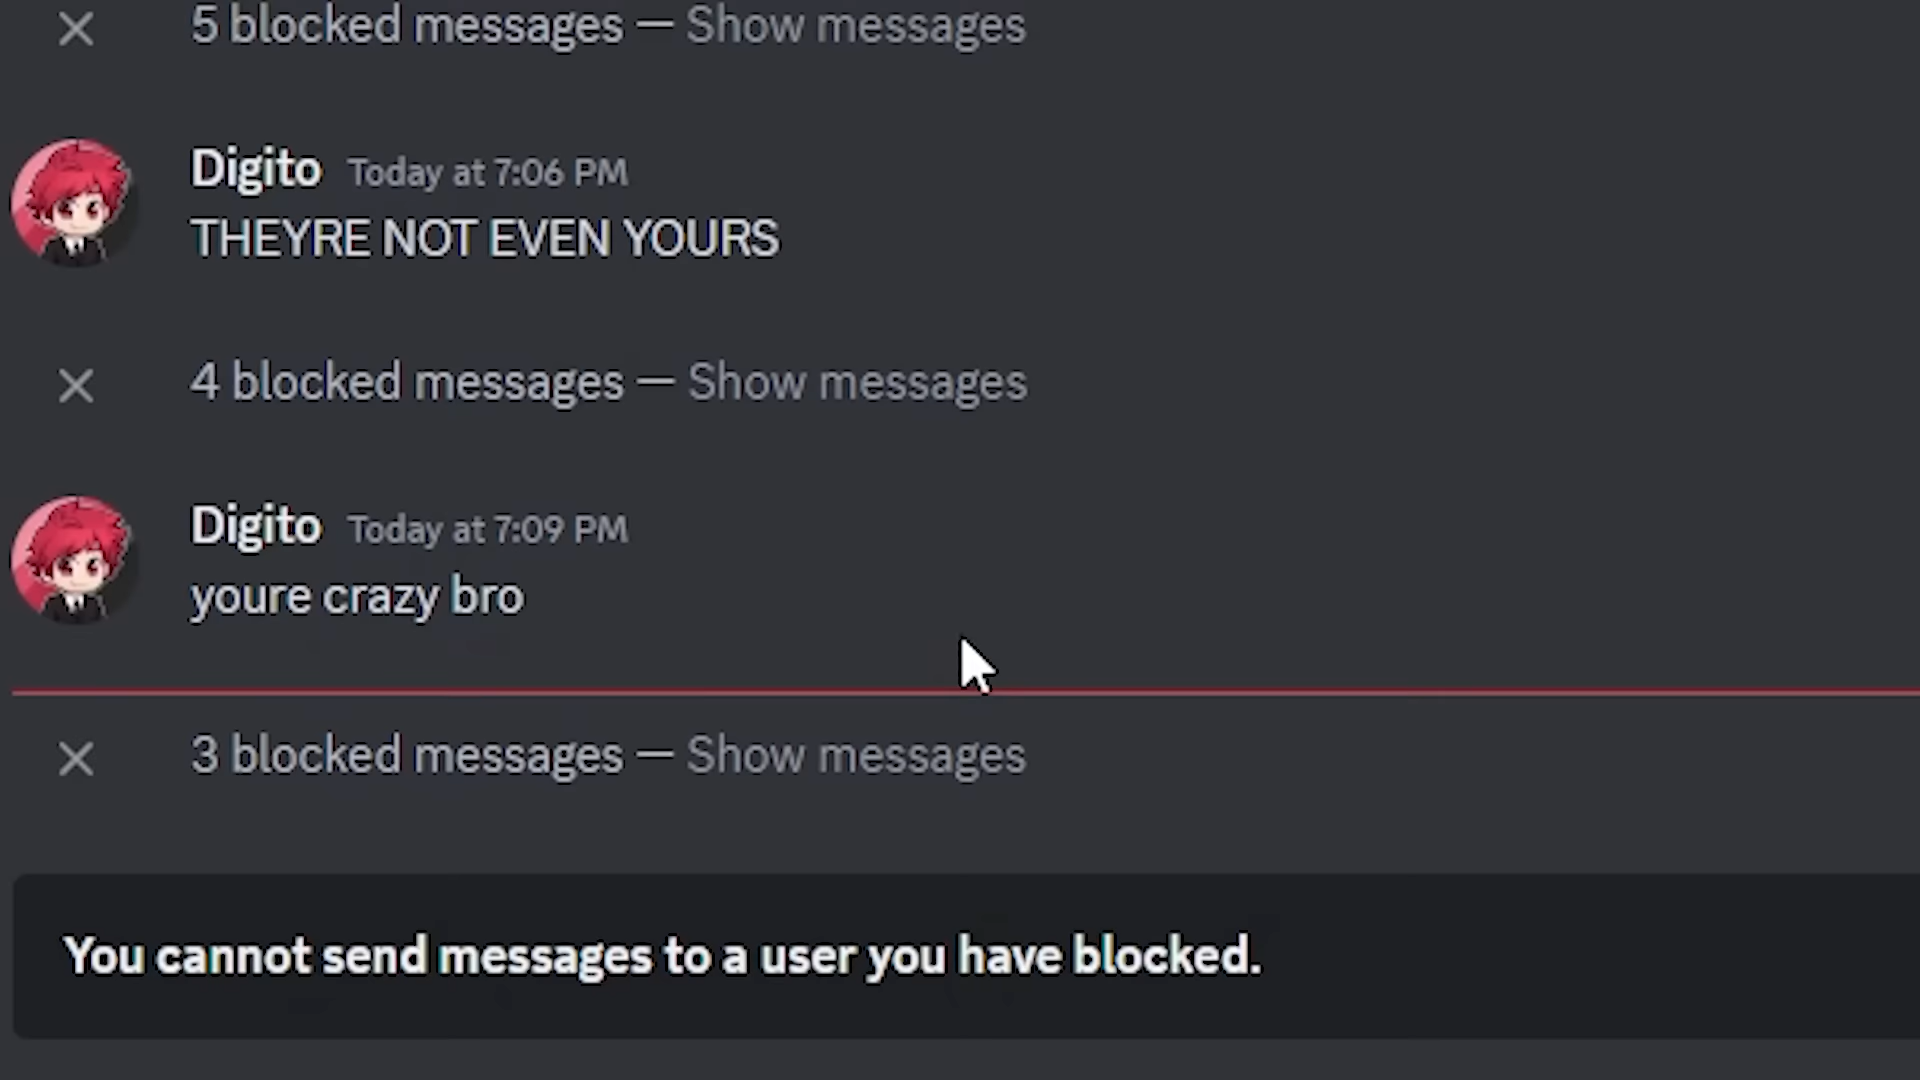 5 blocked messages — Show messages
Digito Today at 7:06 PM
THEYRE NOT EVEN YOURS
4 blocked messages — Show messages
Digito Today at 7:09 PM
youre crazy bro
3 blocked messages — Show messages
You cannot send messages to a user you have blocked.